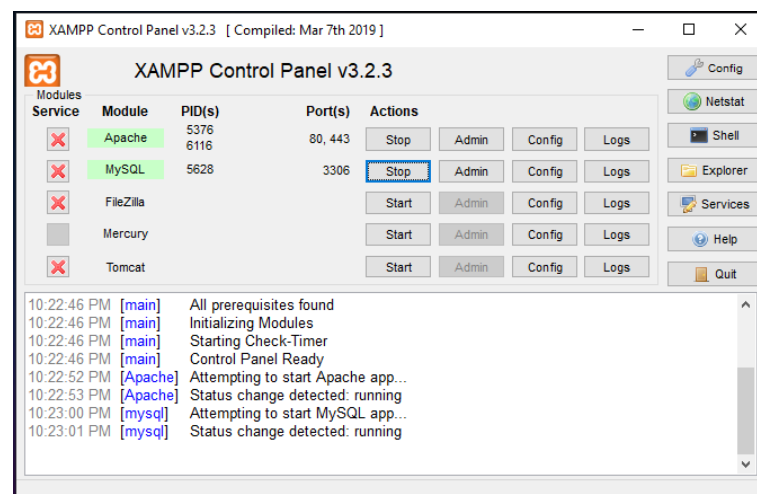 XAMPP Control Panel v3.2.3 [ Compiled: Mar 7th 2019 ]
XAMPP Control Panel v3.2.3
Config
Modules
Service Module PID(s) Port(s) Actions
Netstat
Apache 5376 6116 80, 443 Stop Admin Config Logs
Shell
MySQL 5628 3306 Stop Admin Config Logs
Explorer
FileZilla Start Admin Config Logs
Services
Mercury Start Admin Config Logs
Help
Tomcat Start Admin Config Logs
Quit
10:22:46 PM [main] All prerequisites found
10:22:46 PM [main] Initializing Modules
10:22:46 PM [main] Starting Check-Timer
10:22:46 PM [main] Control Panel Ready
10:22:52 PM [Apache] Attempting to start Apache app...
10:22:53 PM [Apache] Status change detected: running
10:23:00 PM [mysql] Attempting to start MySQL app...
10:23:01 PM [mysql] Status change detected: running